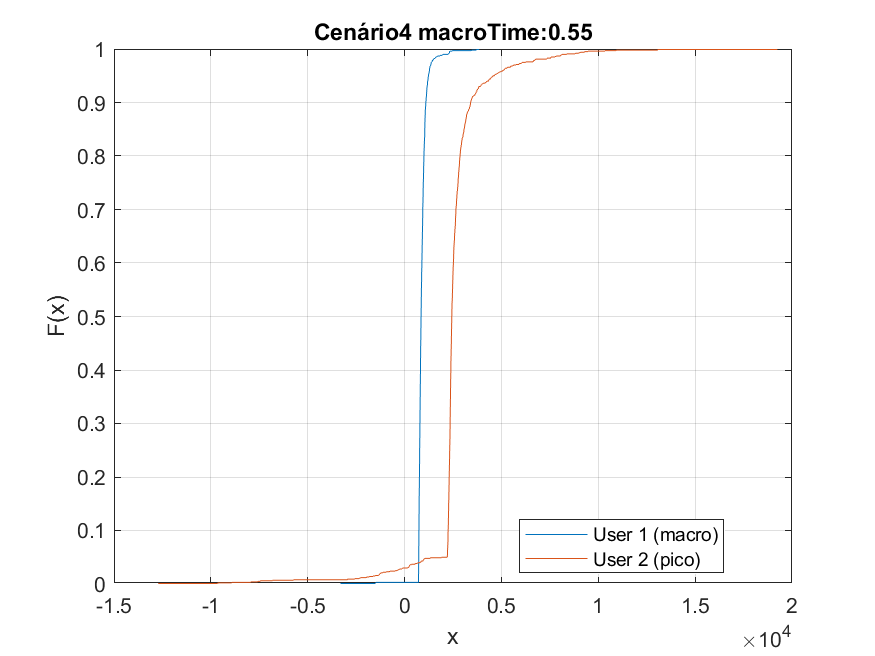 Cenário4 macroTime:0.55
1
0.9
0.8
0.7
0.6
0.5
0.4
0.3
0.2
0.1
0
F(x)
User 1 (macro)
User 2 (pico)
-1.5 -1 -0.5 0 0.5 1 1.5 2
x
×10⁴